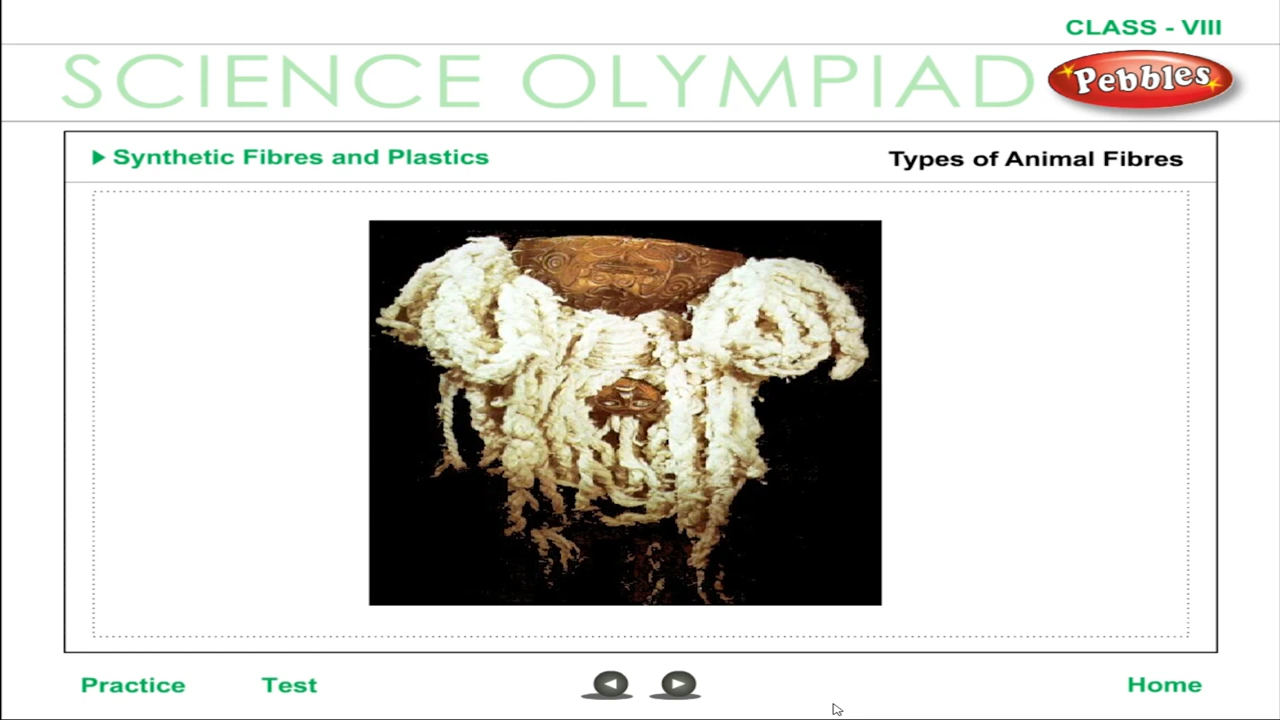 CLASS - VIII
SCIENCE OLYMPIAD
Pebbles
Synthetic Fibres and Plastics
Types of Animal Fibres
Practice
Test
Home